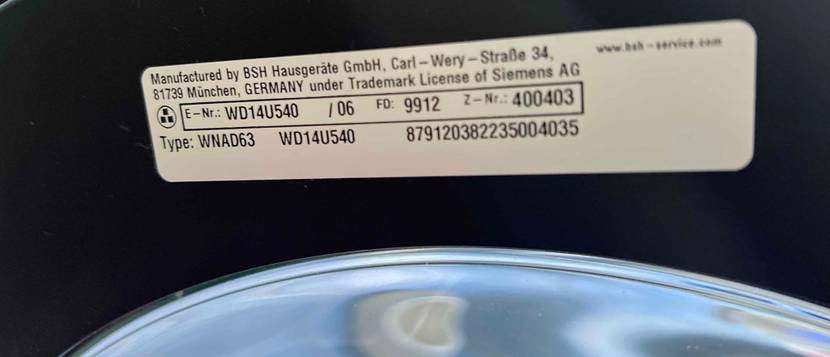 Manufactured by BSH Hausgeräte GmbH, Carl-Wery-Straße 34,
81739 München, GERMANY under Trademark License of Siemens AG
www.bsh-service.com
E-Nr.: WD14U540 / 06 FD: 9912 Z-Nr.: 400403
Type: WNAD63 WD14U540 879120382235004035